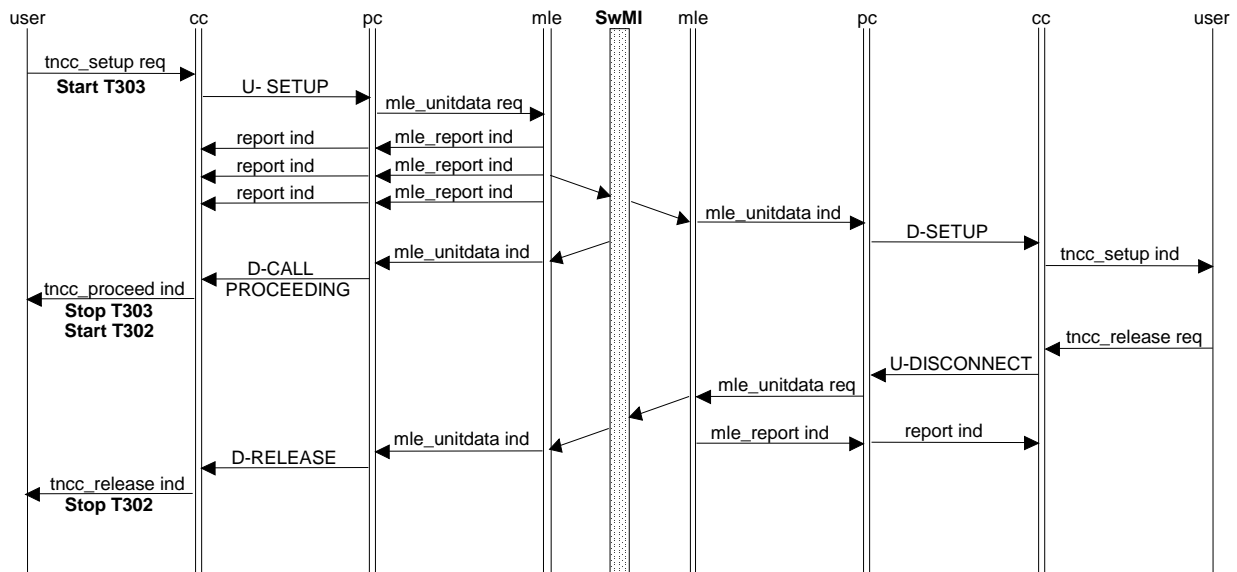 user cc pc mle SwMI mle pc cc user
tncc_setup req
Start T303
U- SETUP
mle_unitdata req
report ind mle_report ind
report ind mle_report ind
report ind mle_report ind
mle_unitdata ind
D-SETUP
tncc_setup ind
mle_unitdata ind
D-CALL
PROCEEDING
tncc_proceed ind
Stop T303
Start T302
tncc_release req
U-DISCONNECT
mle_unitdata req
mle_unitdata ind mle_report ind report ind
D-RELEASE
tncc_release ind
Stop T302